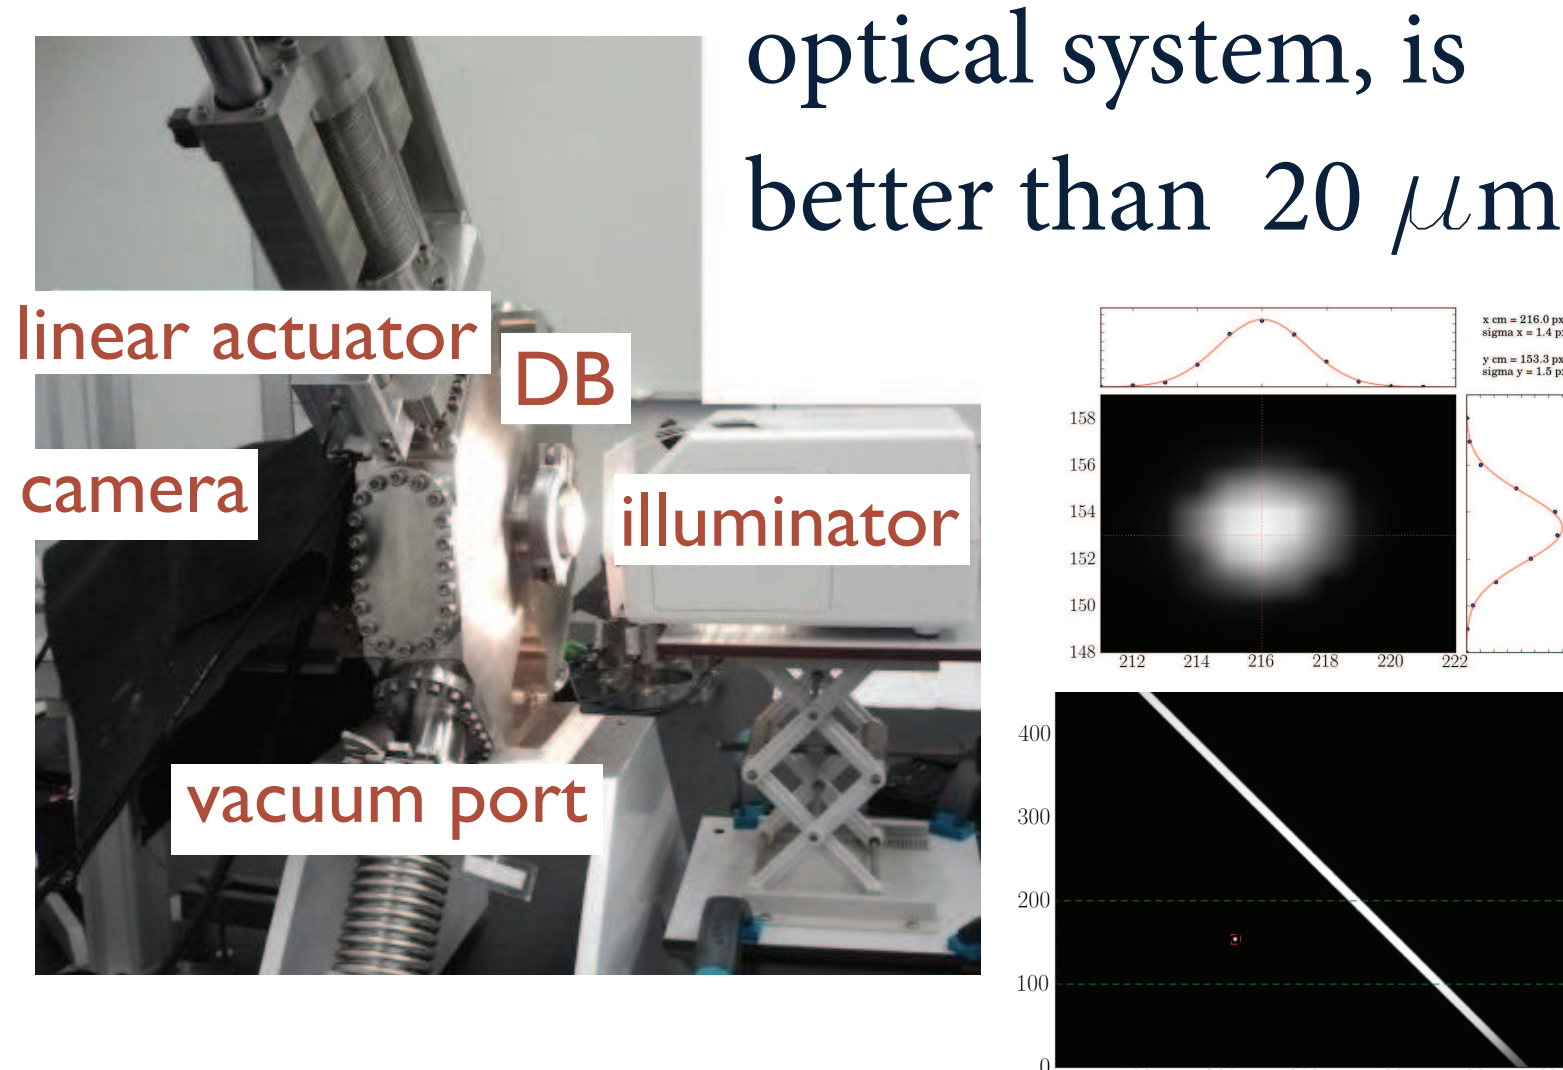 optical system, is
better than 20 μm
linear actuator
DB
camera
illuminator
vacuum port
x cm = 216.0 px
sigma x = 1.4 px
y cm = 153.3 px
sigma y = 1.5 px
158
156
154
152
150
148
212 214 216 218 220 222
400
300
200
100
0